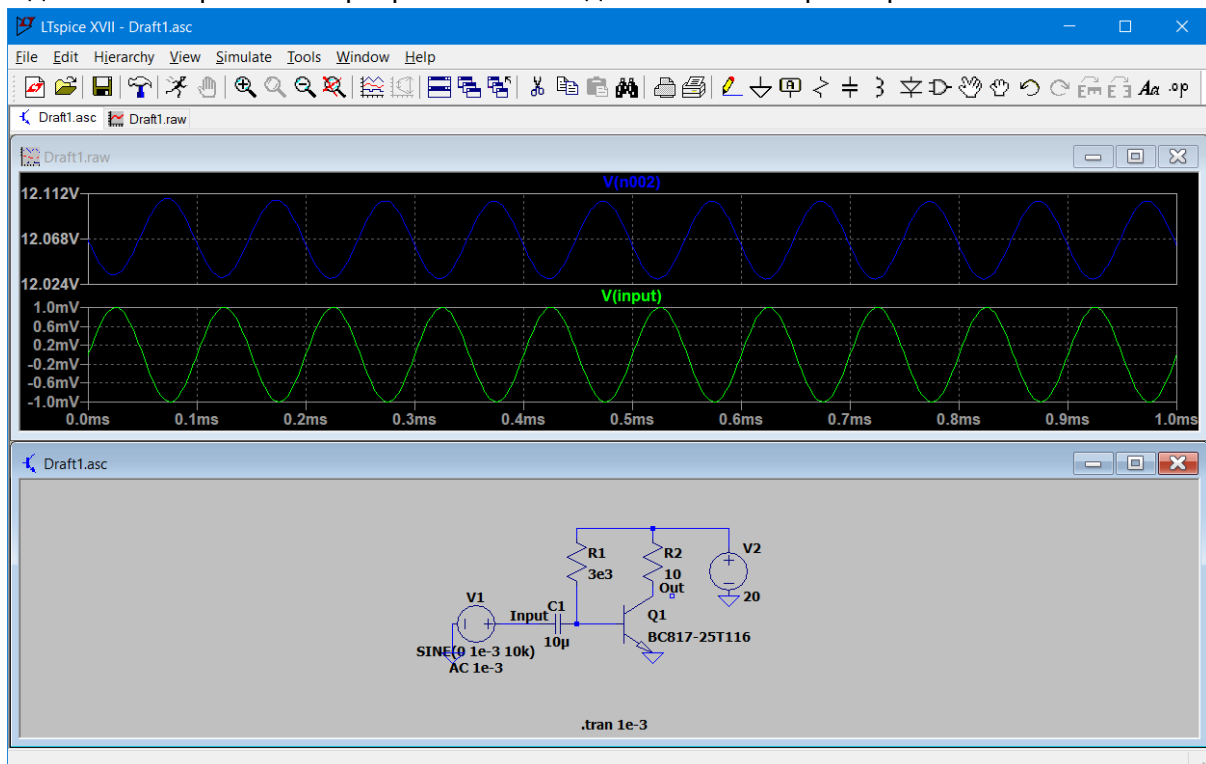 LTspice XVII - Draft1.asc
File Edit Hierarchy View Simulate Tools Window Help
Aa .op
Draft1.asc Draft1.raw
Draft1.raw
V(n002)
12.112V
12.068V
12.024V
V(input)
1.0mV
0.6mV
0.2mV
-0.2mV
-0.6mV
-1.0mV
0.0ms 0.1ms 0.2ms 0.3ms 0.4ms 0.5ms 0.6ms 0.7ms 0.8ms 0.9ms 1.0ms
Draft1.asc
R1
3e3
R2
10
Out
V2
20
V1
Input
C1
10µ
Q1
BC817-25T116
SINE(0 1e-3 10k)
AC 1e-3
.tran 1e-3